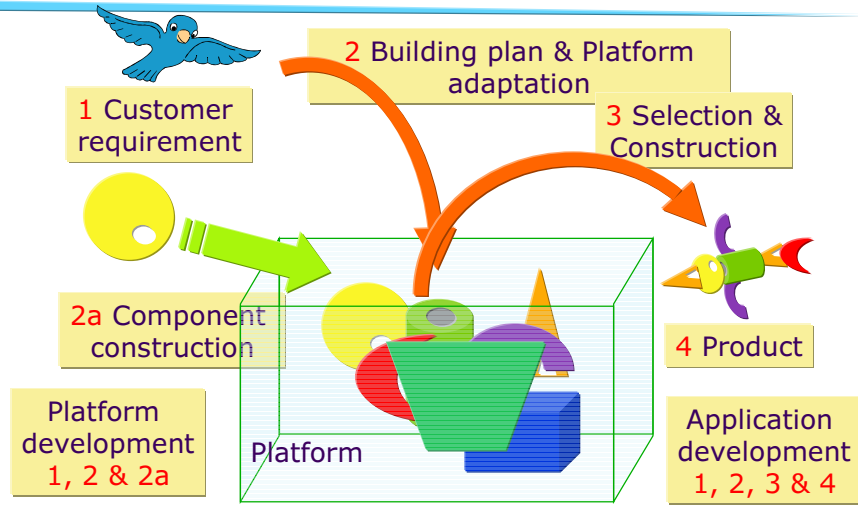 2 Building plan & Platform
adaptation
1 Customer
requirement
3 Selection &
Construction
2a Component
construction
4 Product
Platform
development
1, 2 & 2a
Platform
Application
development
1, 2, 3 & 4